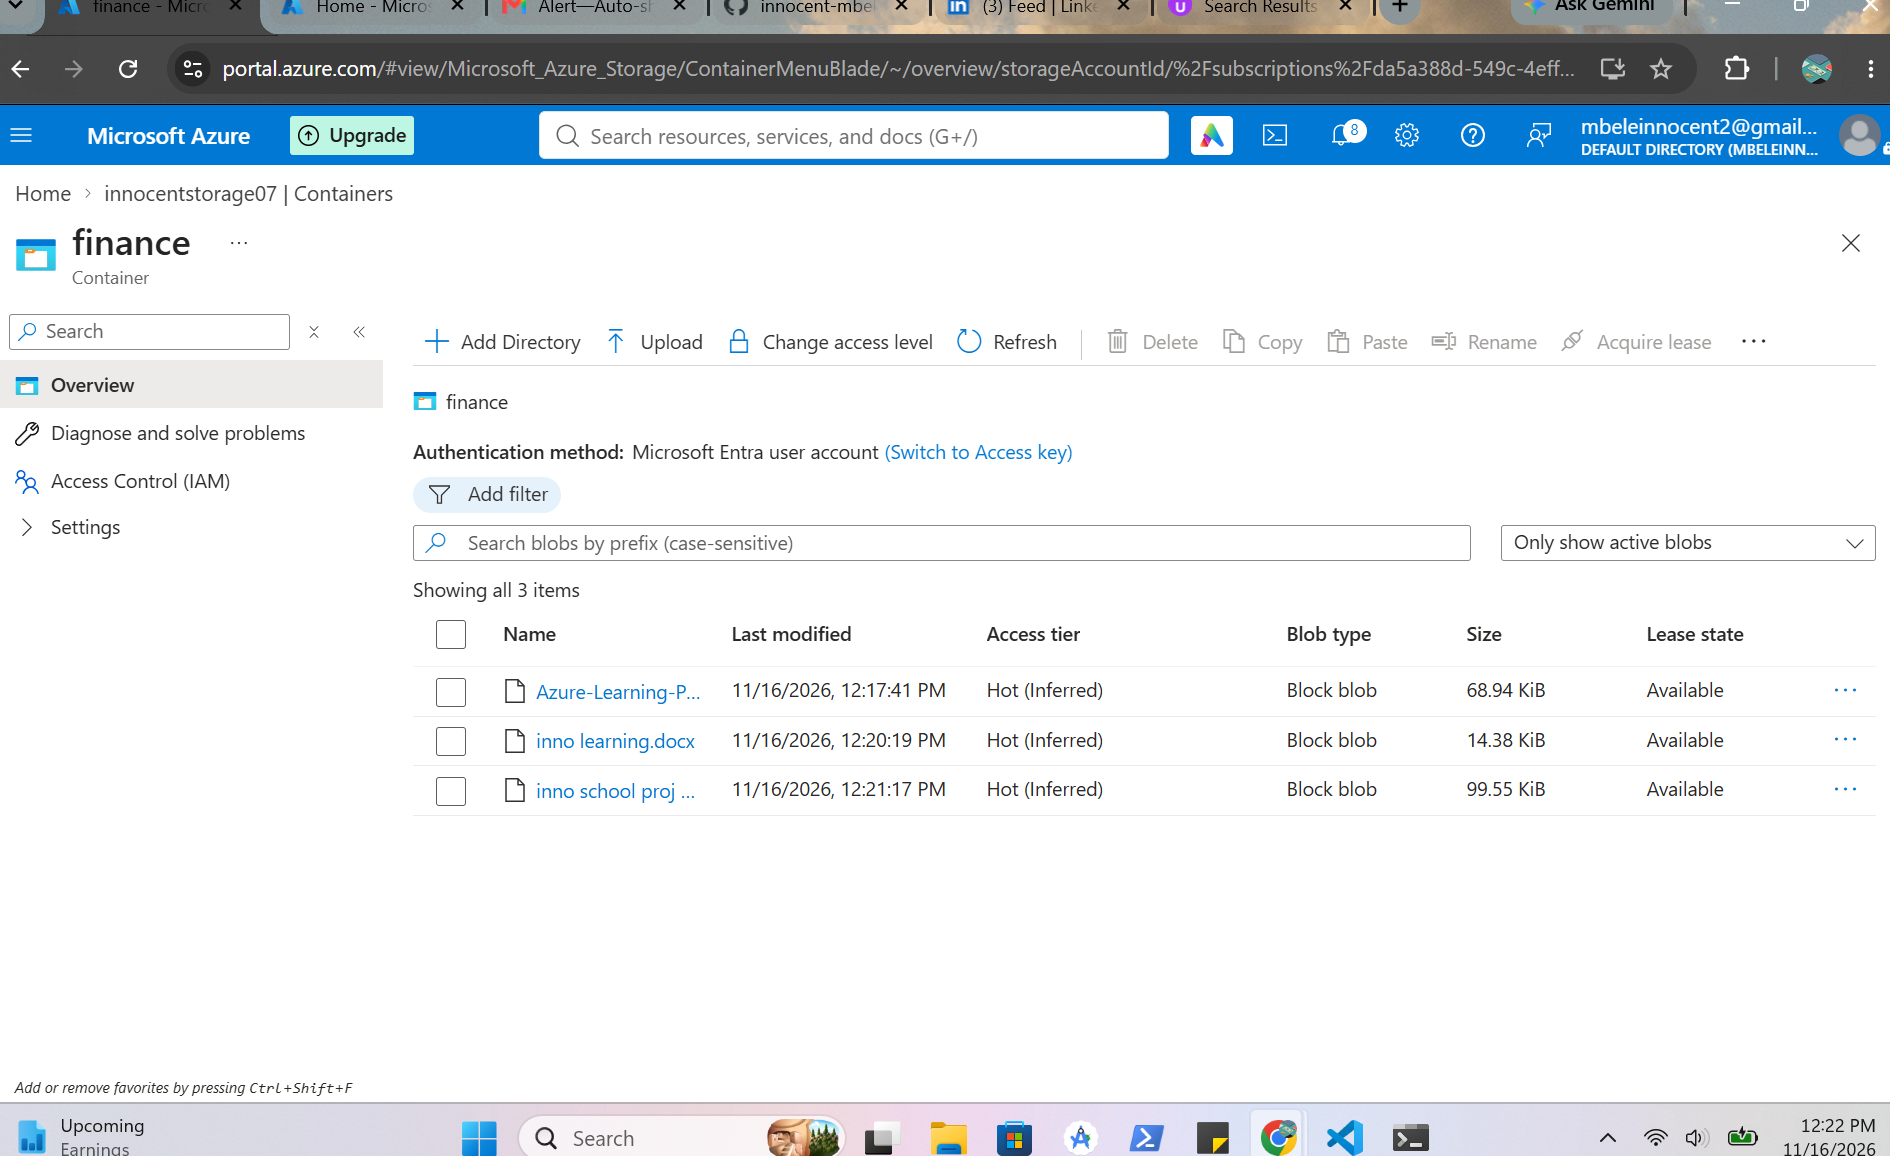 finance - Micro
Home - Micros
Alert—Auto-sh
innocent-mbel
(3) Feed | Linke
Search Results
Ask Gemini
portal.azure.com/#view/Microsoft_Azure_Storage/ContainerMenuBlade/~/overview/storageAccountId/%2Fsubscriptions%2Fda5a388d-549c-4eff...
Microsoft Azure
Upgrade
Search resources, services, and docs (G+/)
8
mbeleinnocent2@gmail...
DEFAULT DIRECTORY (MBELEINN...
Home > innocentstorage07 | Containers
finance ...
Container
Search
Overview
Diagnose and solve problems
Access Control (IAM)
Settings
Add Directory Upload Change access level Refresh Delete Copy Paste Rename Acquire lease ...
finance
Authentication method: Microsoft Entra user account (Switch to Access key)
Add filter
Search blobs by prefix (case-sensitive)
Only show active blobs
Showing all 3 items
Name Last modified Access tier Blob type Size Lease state
Azure-Learning-P... 11/16/2026, 12:17:41 PM Hot (Inferred) Block blob 68.94 KiB Available ...
inno learning.docx 11/16/2026, 12:20:19 PM Hot (Inferred) Block blob 14.38 KiB Available ...
inno school proj ... 11/16/2026, 12:21:17 PM Hot (Inferred) Block blob 99.55 KiB Available ...
Add or remove favorites by pressing Ctrl+Shift+F
Upcoming
Earnings
Search
12:22 PM
11/16/2026